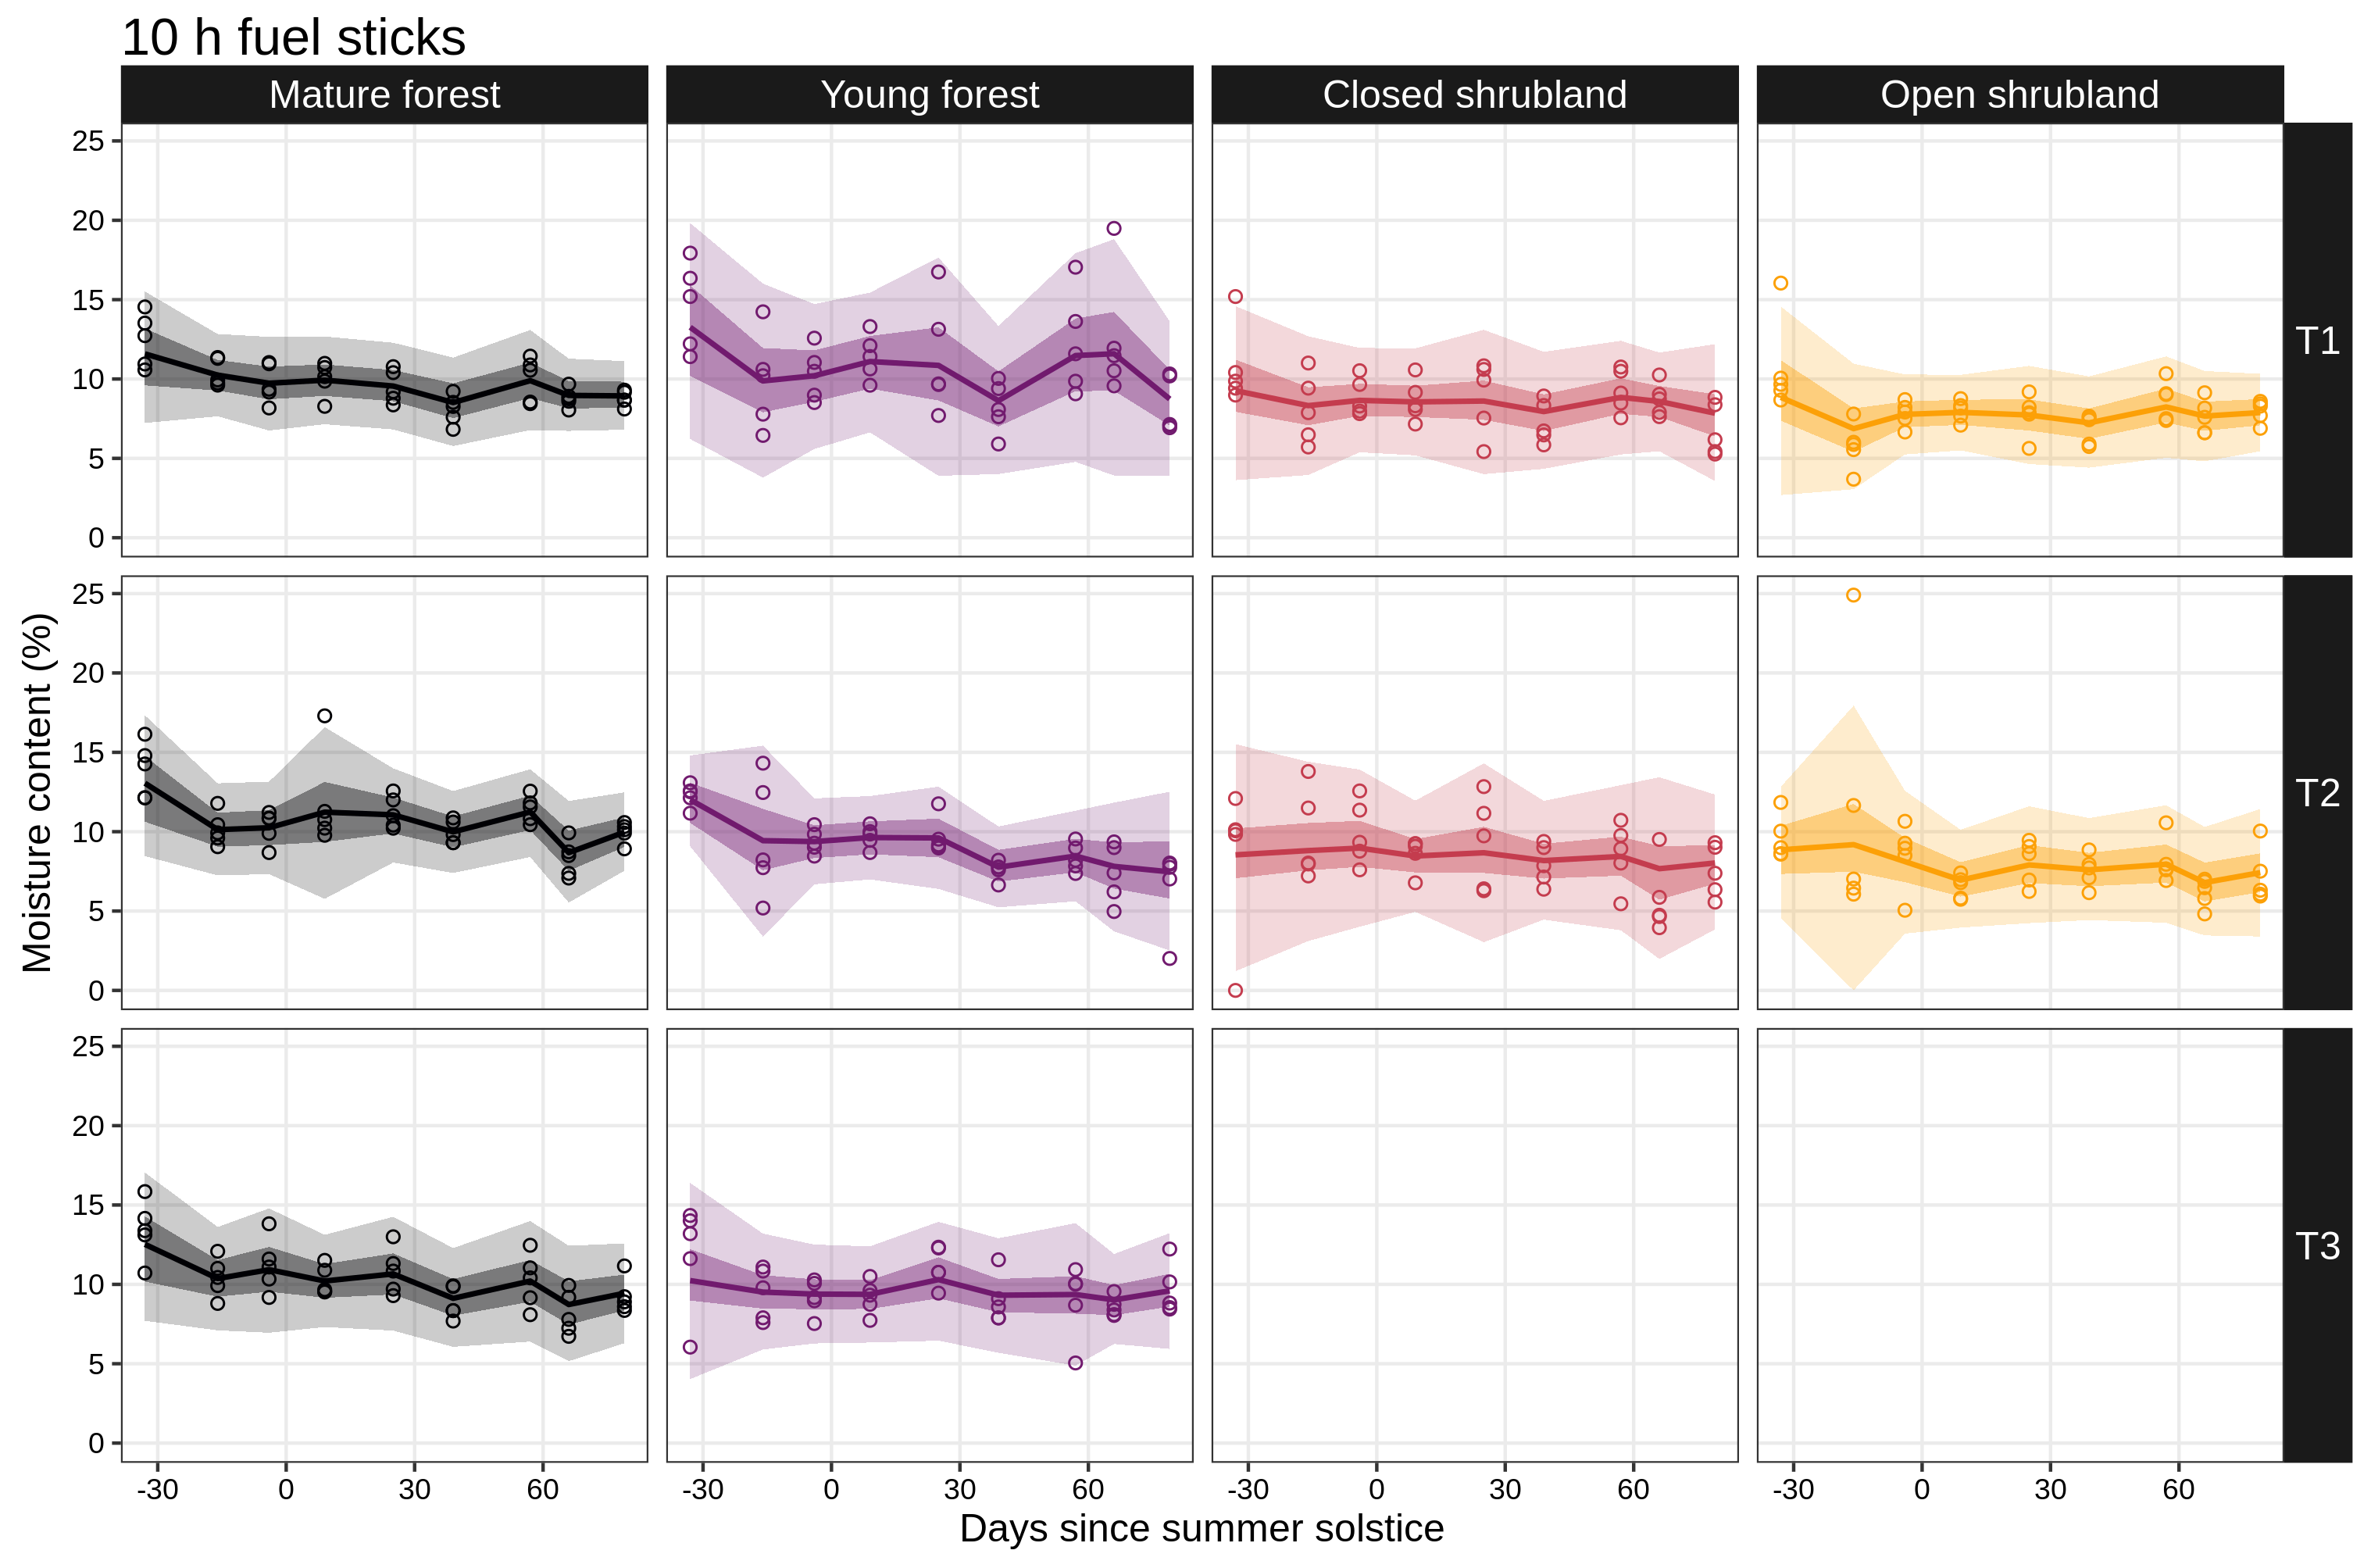 10 h fuel sticks
Mature forest Young forest Closed shrubland Open shrubland
25
20
15
10
5
0
T1
25
20
15
10
5
0
T2
Moisture content (%)
25
20
15
10
5
0
T3
-30 0 30 60 -30 0 30 60 -30 0 30 60 -30 0 30 60
Days since summer solstice